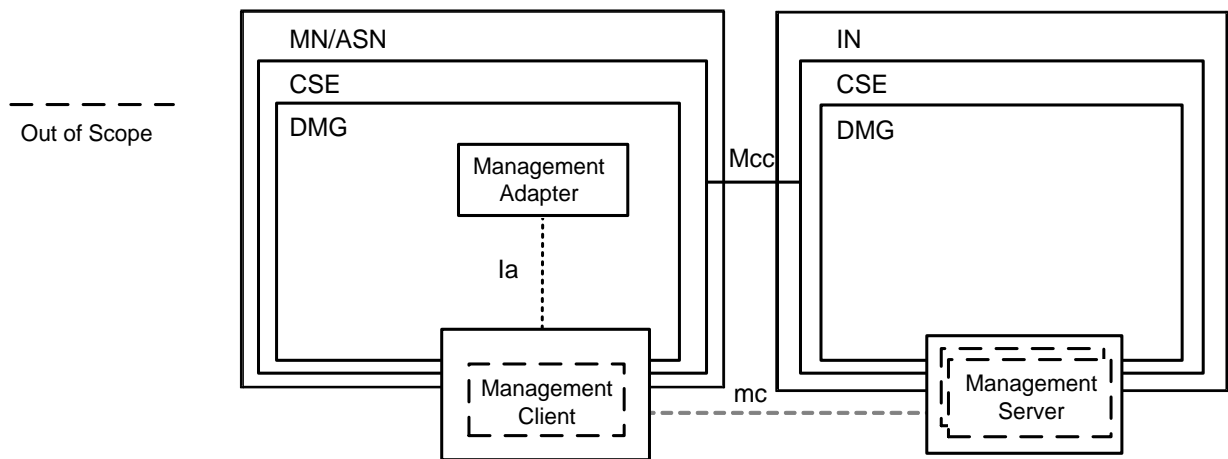 MN/ASN
IN
CSE
CSE
DMG
DMG
Out of Scope
Mcc
Management
Adapter
Ia
Management
Client
mc
Management
Server